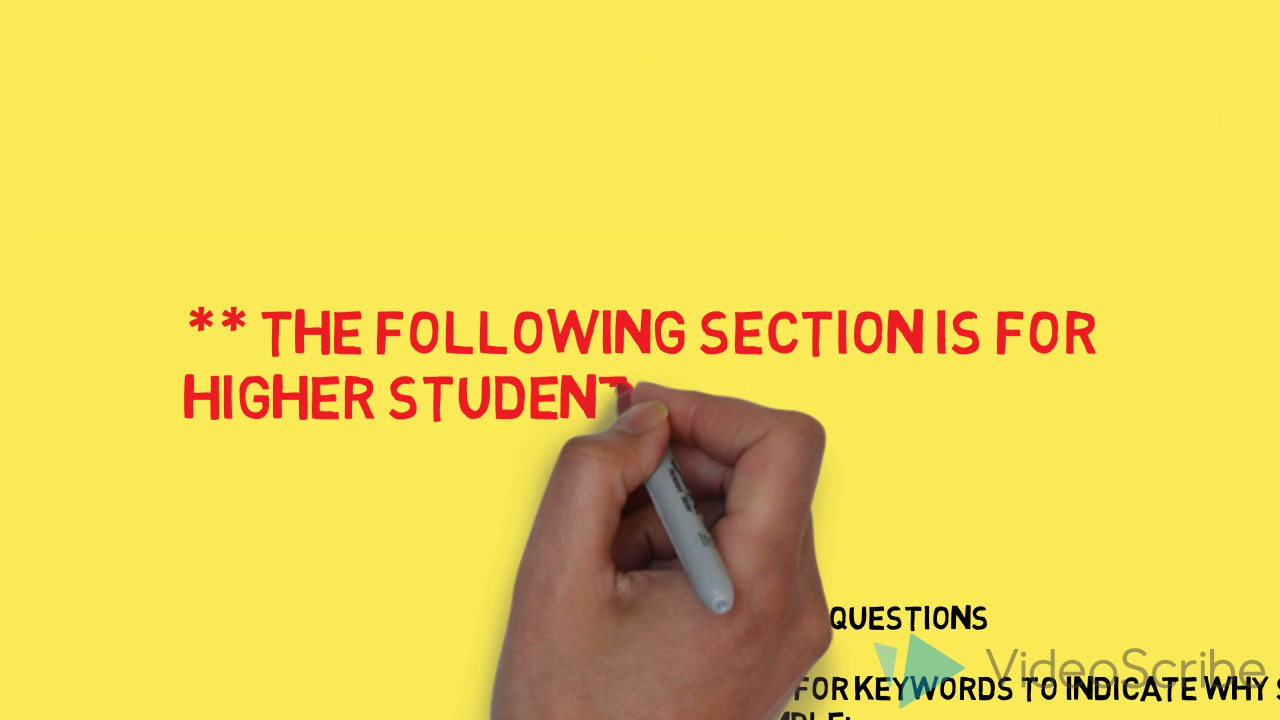 ** THE FOLLOWING SECTION IS FOR
HIGHER STUDENT
QUESTIONS
FOR KEYWORDS TO INDICATE WHY
VideoScribe